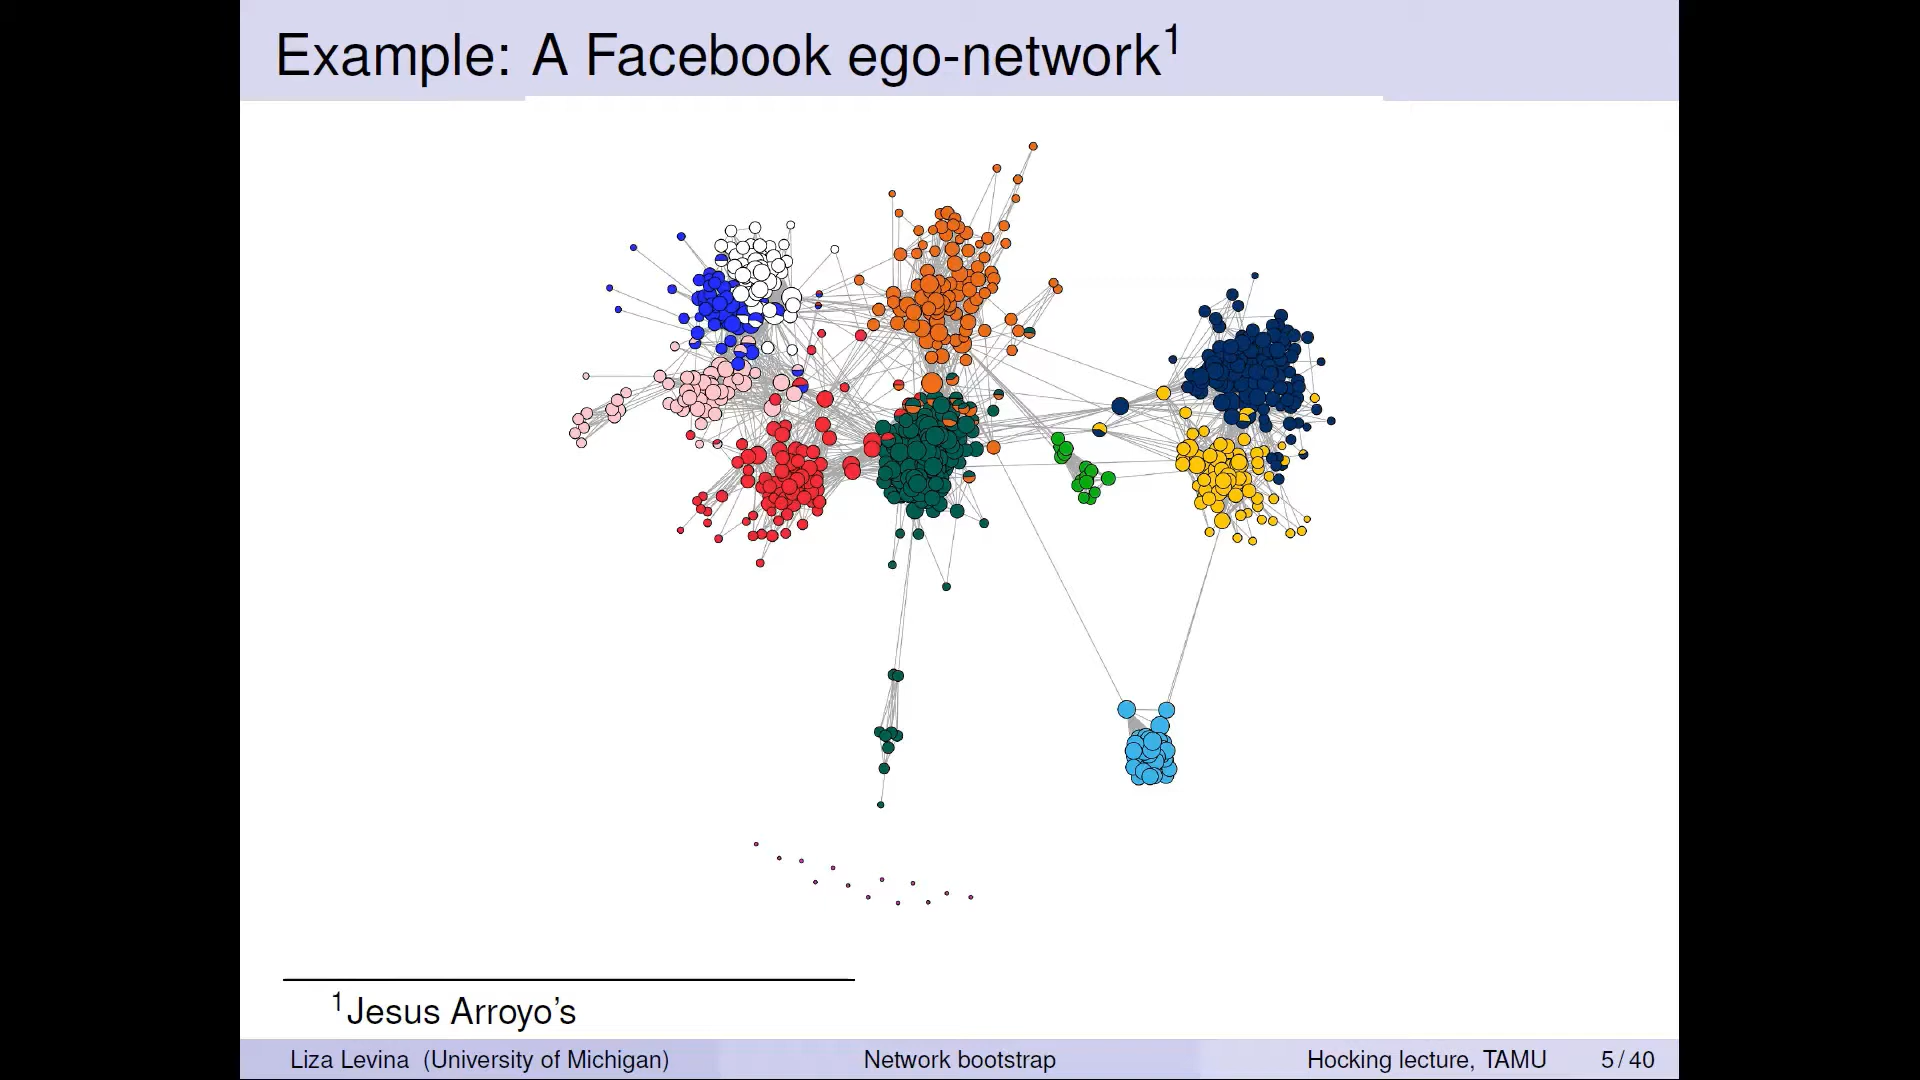 Example: A Facebook ego-network¹
¹Jesus Arroyo's
Liza Levina (University of Michigan) Network bootstrap Hocking lecture, TAMU 5 / 40